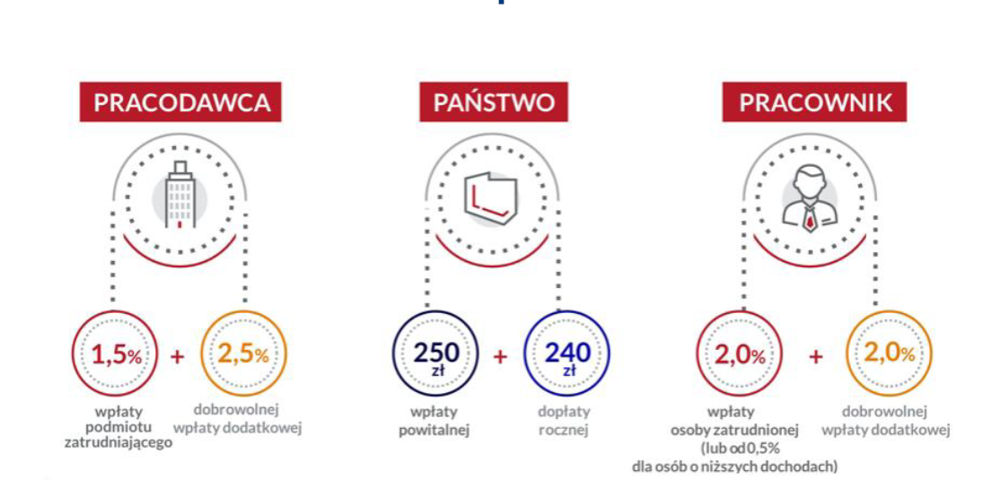 PRACODAWCA
1,5% + 2,5%
wpłaty
podmiotu
zatrudniającego
dobrowolnej
wpłaty dodatkowej
PAŃSTWO
250 zł + 240 zł
wpłaty
powitalnej
dopłaty
rocznej
PRACOWNIK
2,0% + 2,0%
wpłaty
osoby zatrudnionej
(lub od 0,5%
dla osób o niższych dochodach)
dobrowolnej
wpłaty dodatkowej